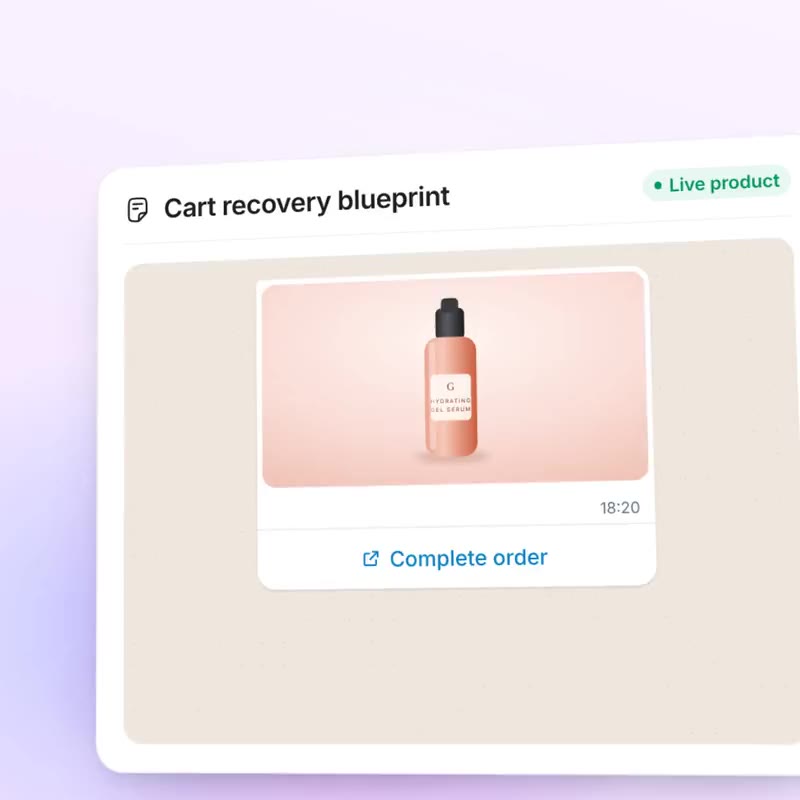 Cart recovery blueprint
Live product
G
HYDRATING
GEL SERUM
18:20
Complete order